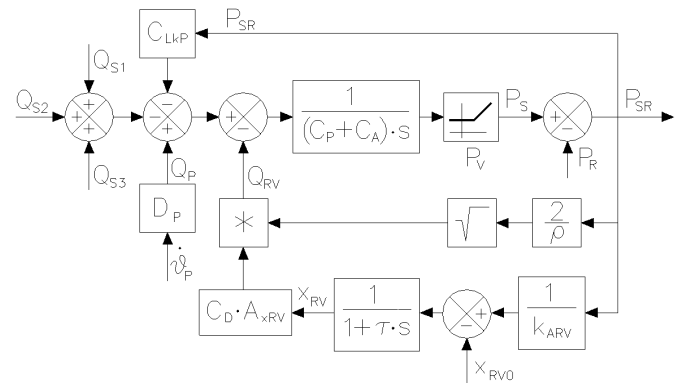 C_LkP
P_SR
Q_S1
Q_S2
+
+
+
+
−
−
+
+
−
1
(C_P+C_A)·s
P_S
P_V
+
−
P_SR
P_R
Q_S3
Q_P
Q_RV
D_P
*
√
2
ρ
ϑ̇_P
C_D·A_xRV
x_RV
1
1+τ·s
+
−
1
k_ARV
x_RV0